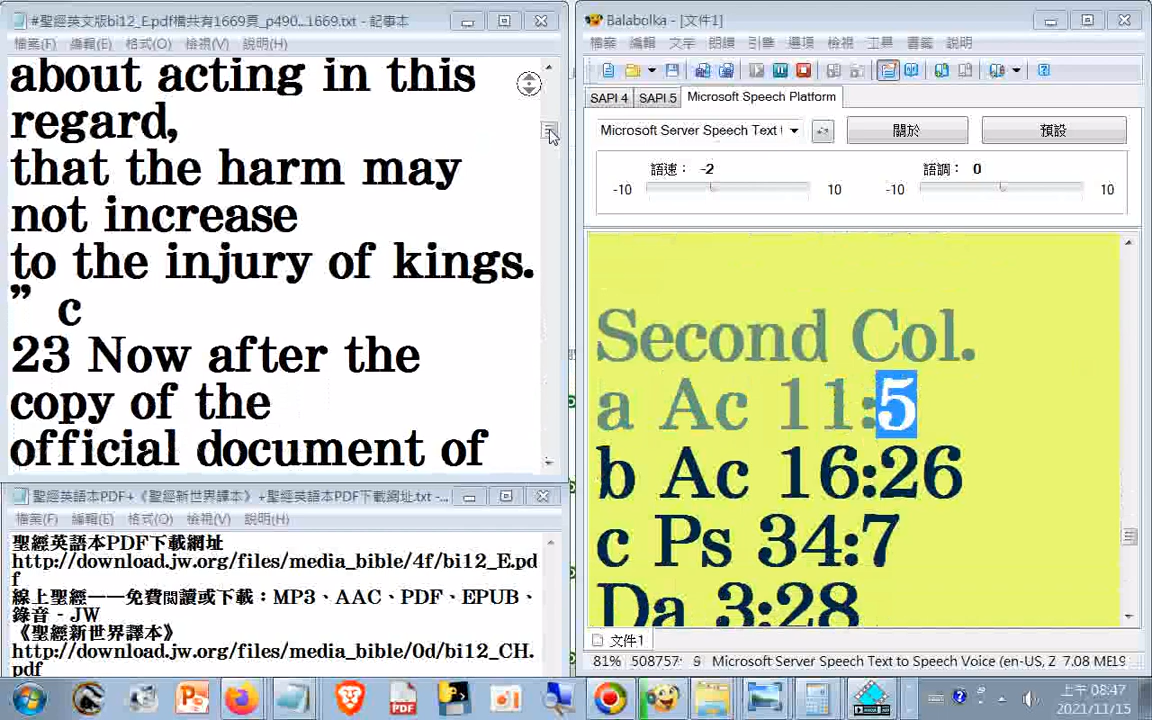 #聖經英文版bi12_E.pdf檔共有1669頁_p490...1669.txt - 記事本
檔案(F) 編輯(E) 格式(O) 檢視(V) 說明(H)
about acting in this
regard,
that the harm may
not increase
to the injury of kings.
” c
23 Now after the
copy of the
official document of
聖經英語本PDF+《聖經新世界譯本》+聖經英語本PDF下載網址.txt -...
檔案(F) 編輯(E) 格式(O) 檢視(V) 說明(H)
聖經英語本PDF下載網址
http://download.jw.org/files/media_bible/4f/bi12_E.pd
f
線上聖經——免費閱讀或下載：MP3、AAC、PDF、EPUB、
錄音 - JW
《聖經新世界譯本》
http://download.jw.org/files/media_bible/0d/bi12_CH.
pdf
Balabolka - [文件1]
檔案 編輯 文字 朗讀 引擎 選項 檢視 工具 書籤 說明
SAPI 4 SAPI 5 Microsoft Speech Platform
Microsoft Server Speech Text 關於 預設
語速： -2 語調： 0
-10 10 -10 10
Second Col.
a Ac 11:5
b Ac 16:26
c Ps 34:7
Da 3:28
文件1
81% 508757: Microsoft Server Speech Text to Speech Voice (en-US, Z 7.08 ME19
上午 08:47
2021/11/15